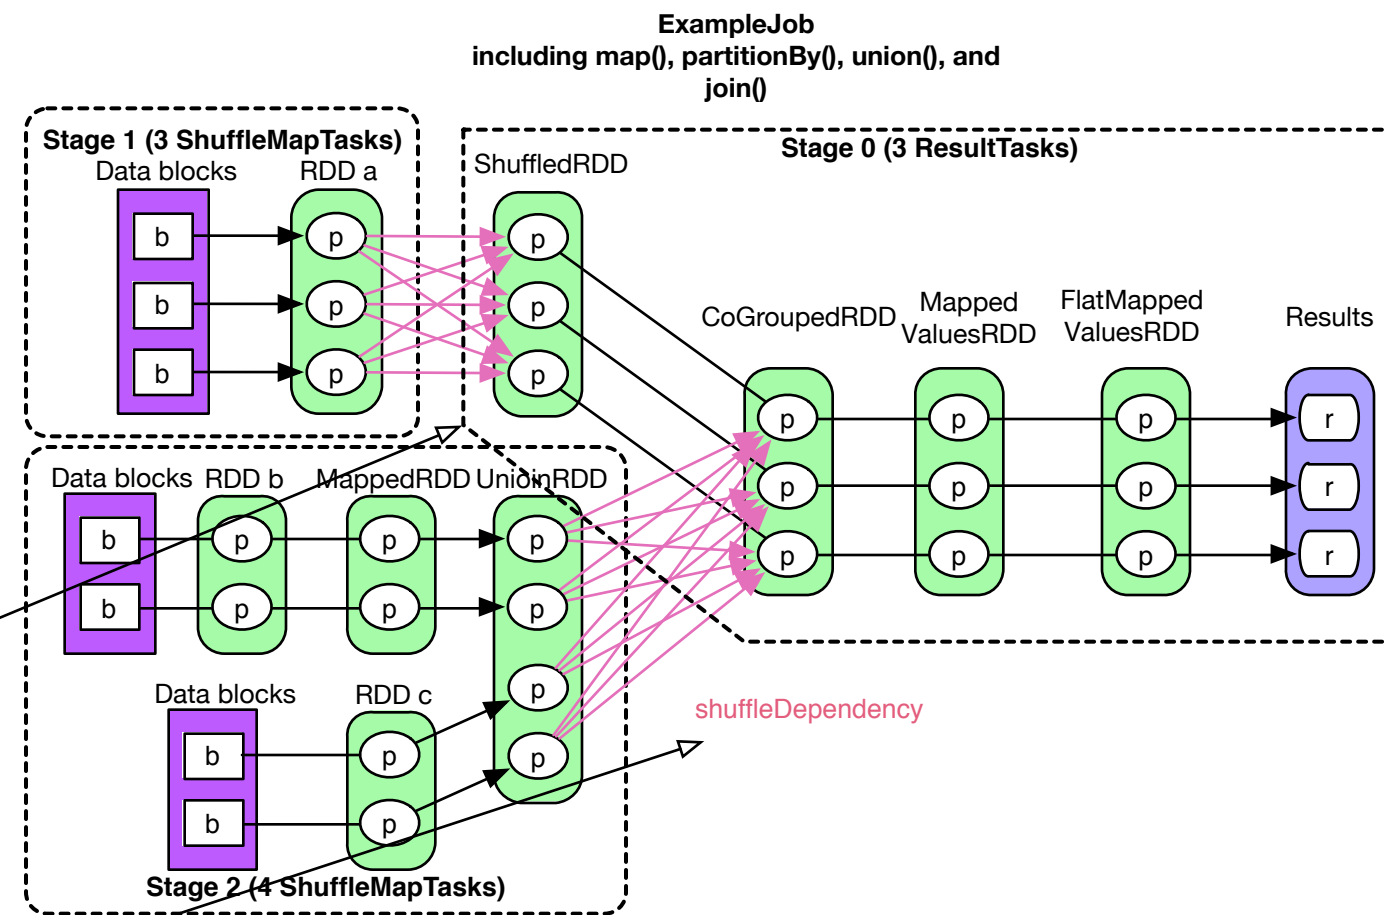 ExampleJob
including map(), partitionBy(), union(), and
join()
Stage 1 (3 ShuffleMapTasks)
Data blocks
RDD a
b
p
b
p
b
p
Stage 0 (3 ResultTasks)
ShuffledRDD
p
p
p
CoGroupedRDD
Mapped
ValuesRDD
FlatMapped
ValuesRDD
Results
p
p
p
r
p
p
p
r
p
p
p
r
Data blocks
RDD b
MappedRDD
UnioinRDD
b
p
p
p
b
p
p
p
Data blocks
RDD c
p
b
p
p
b
p
Stage 2 (4 ShuffleMapTasks)
shuffleDependency